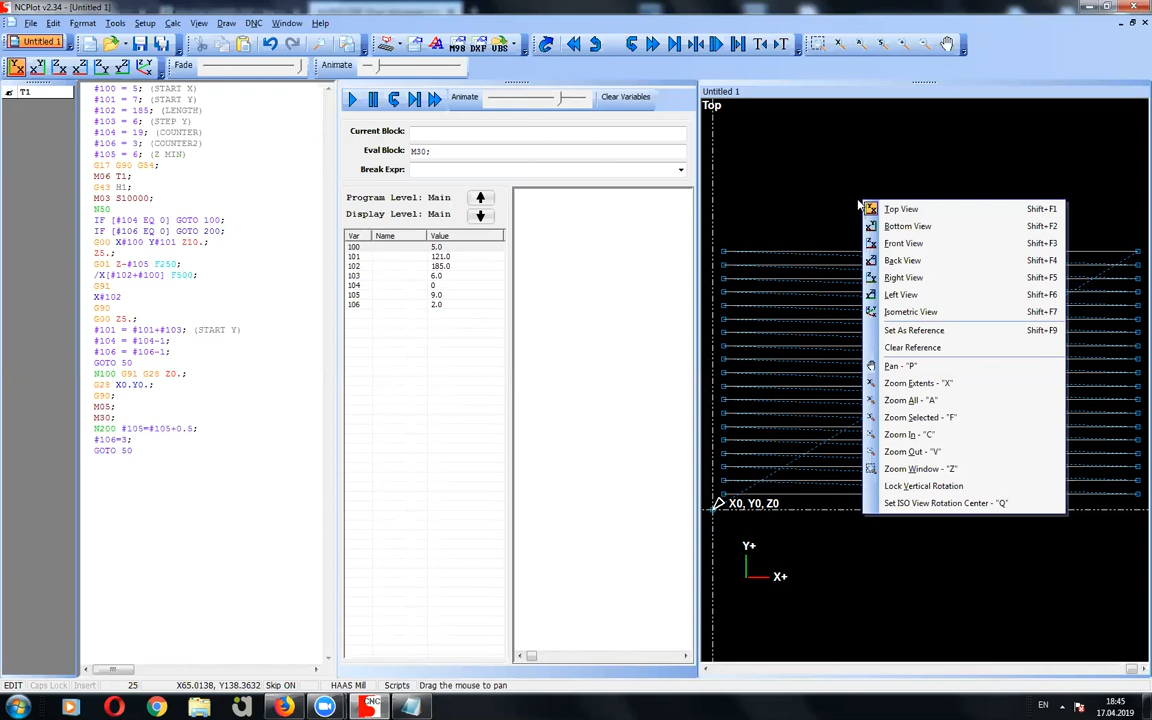 NCPlot v2.34 - [Untitled 1]
File Edit Format Tools Setup Calc View Draw DNC Window Help
Untitled 1
M98 DXF VBS
Fade Animate
T1
#100 = 5; (START X)
#101 = 7; (START Y)
#102 = 185; (LENGTH)
#103 = 6; (STEP Y)
#104 = 19; (COUNTER)
#106 = 3; (COUNTER2)
#105 = 6; (Z MIN)
G17 G90 G54;
M06 T1;
G43 H1;
M03 S10000;
N50
IF [#104 EQ 0] GOTO 100;
IF [#106 EQ 0] GOTO 200;
G00 X#100 Y#101 Z10.;
Z5.;
G01 Z-#105 F250;
/X[#102+#100] F500;
G91
X#102
G90
G00 Z5.;
#101 = #101+#103; (START Y)
#104 = #104-1;
#106 = #106-1;
GOTO 50
N100 G91 G28 Z0.;
G28 X0.Y0.;
G90;
M05;
M30;
N200 #105=#105+0.5;
#106=3;
GOTO 50
Animate Clear Variables
Current Block:
Eval Block: M30;
Break Expr:
Program Level: Main
Display Level: Main
Var Name Value
100 5.0
101 121.0
102 185.0
103 6.0
104 0
105 9.0
106 2.0
Untitled 1
Top
Top View Shift+F1
Bottom View Shift+F2
Front View Shift+F3
Back View Shift+F4
Right View Shift+F5
Left View Shift+F6
Isometric View Shift+F7
Set As Reference Shift+F9
Clear Reference
Pan - "P"
Zoom Extents - "X"
Zoom All - "A"
Zoom Selected - "F"
Zoom In - "C"
Zoom Out - "V"
Zoom Window - "Z"
Lock Vertical Rotation
Set ISO View Rotation Center - "Q"
X0, Y0, Z0
Y+
X+
EDIT Caps Lock Insert 25 X65.0138, Y138.3632 Skip ON HAAS Mill Scripts Drag the mouse to pan
EN 18:45
17.04.2019